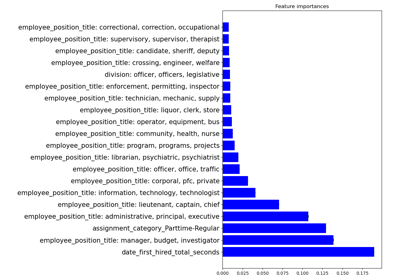 Feature importances
employee_position_title: correctional, correction, occupational
employee_position_title: supervisory, supervisor, therapist
employee_position_title: candidate, sheriff, deputy
employee_position_title: crossing, engineer, welfare
division: officer, officers, legislative
employee_position_title: enforcement, permitting, inspector
employee_position_title: technician, mechanic, supply
employee_position_title: liquor, clerk, store
employee_position_title: operator, equipment, bus
employee_position_title: community, health, nurse
employee_position_title: program, programs, projects
employee_position_title: librarian, psychiatric, psychiatrist
employee_position_title: officer, office, traffic
employee_position_title: corporal, pfc, private
employee_position_title: information, technology, technologist
employee_position_title: lieutenant, captain, chief
employee_position_title: administrative, principal, executive
assignment_category_Parttime-Regular
employee_position_title: manager, budget, investigator
date_first_hired_total_seconds
0.000 0.025 0.050 0.075 0.100 0.125 0.150 0.175